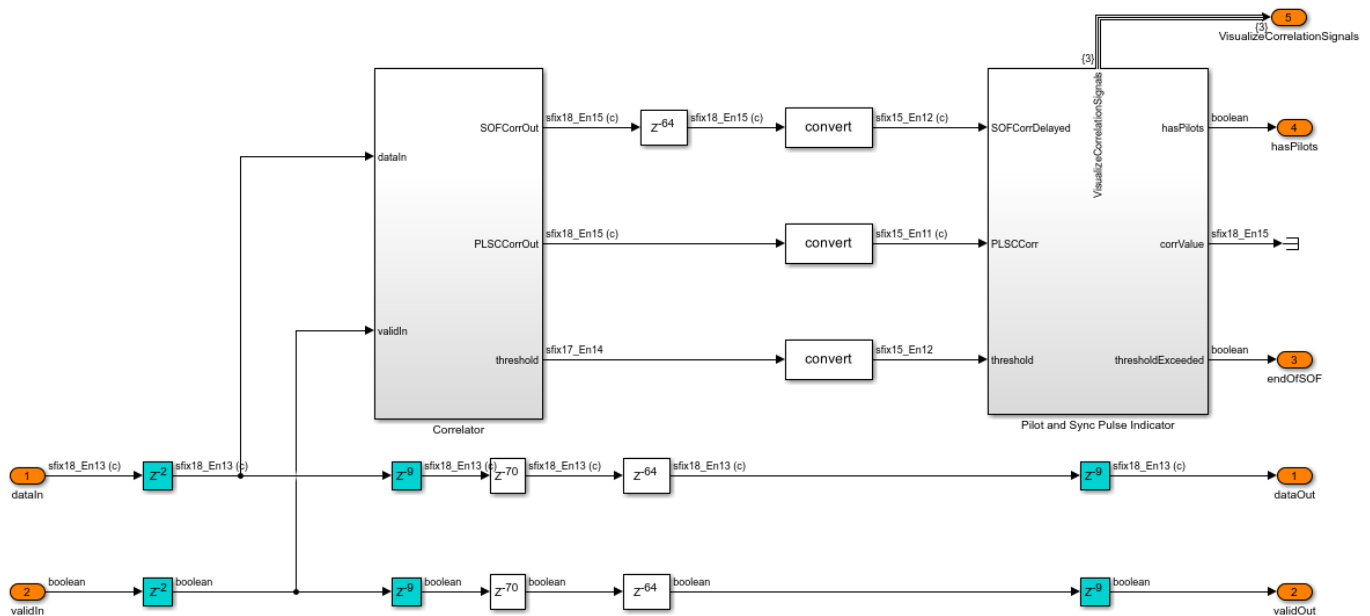 5
{3}
VisualizeCorrelationSignals
{3}
VisualizeCorrelationSignals
SOFCorrOut
sfix18_En15 (c)
z-64
sfix18_En15 (c)
convert
sfix15_En12 (c)
SOFCorrDelayed
hasPilots
boolean
4
hasPilots
dataIn
PLSCCorrOut
sfix18_En15 (c)
convert
sfix15_En11 (c)
PLSCCorr
corrValue
sfix18_En15
validIn
threshold
sfix17_En14
convert
sfix15_En12
threshold
thresholdExceeded
boolean
3
endOfSOF
Correlator
Pilot and Sync Pulse Indicator
1
dataIn
sfix18_En13 (c)
z-2
sfix18_En13 (c)
z-9
sfix18_En13 (c)
z-70
sfix18_En13 (c)
z-64
sfix18_En13 (c)
z-9
sfix18_En13 (c)
1
dataOut
2
validIn
boolean
z-2
boolean
z-9
boolean
z-70
boolean
z-64
boolean
z-9
boolean
2
validOut